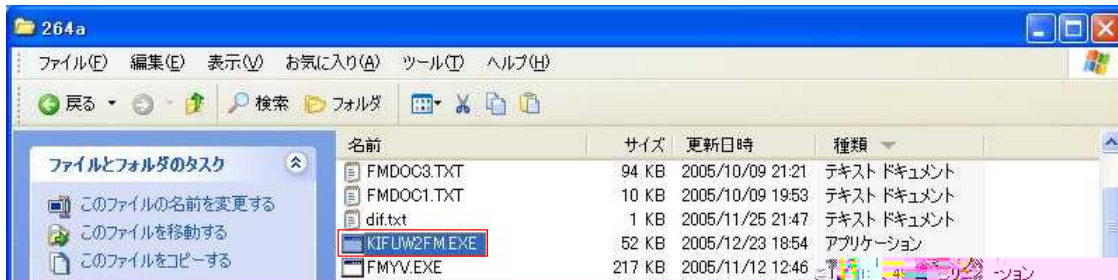 264a
ファイル(F) 編集(E) 表示(V) お気に入り(A) ツール(T) ヘルプ(H)
戻る 検索 フォルダ
名前 サイズ 更新日時 種類
ファイルとフォルダのタスク
FMDOC3.TXT 94 KB 2005/10/09 21:21 テキスト ドキュメント
FMDOC1.TXT 10 KB 2005/10/09 19:53 テキスト ドキュメント
このファイルの名前を変更する
dif.txt 1 KB 2005/11/25 21:47 テキスト ドキュメント
このファイルを移動する
KIFUW2FM.EXE 52 KB 2005/12/23 18:54 アプリケーション
このファイルをコピーする
FMYV.EXE 217 KB 2005/11/12 12:46